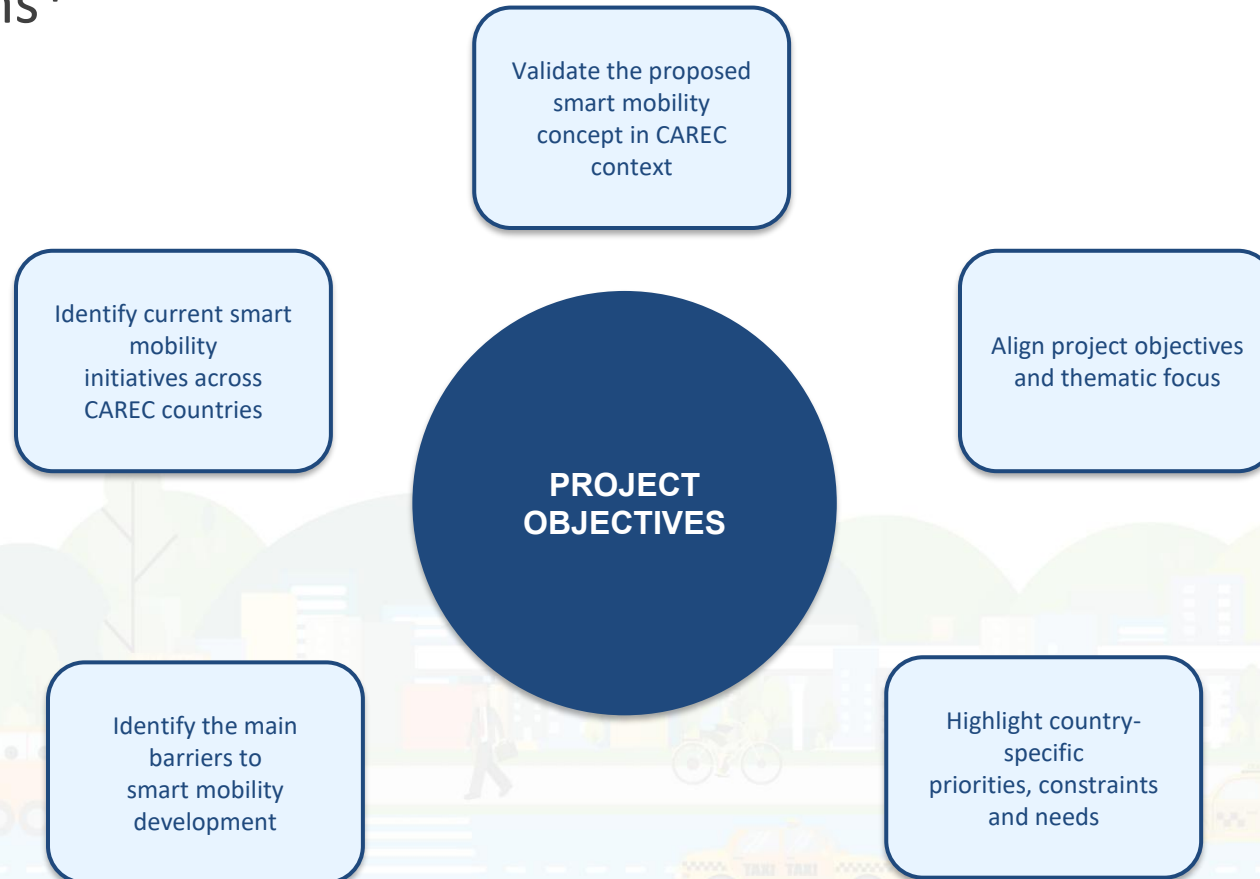 Validate the proposed
smart mobility
concept in CAREC
context
Identify current smart
mobility
initiatives across
CAREC countries
Align project objectives
and thematic focus
PROJECT
OBJECTIVES
Identify the main
barriers to
smart mobility
development
Highlight country-
specific
priorities, constraints
and needs
TAXI TAXI